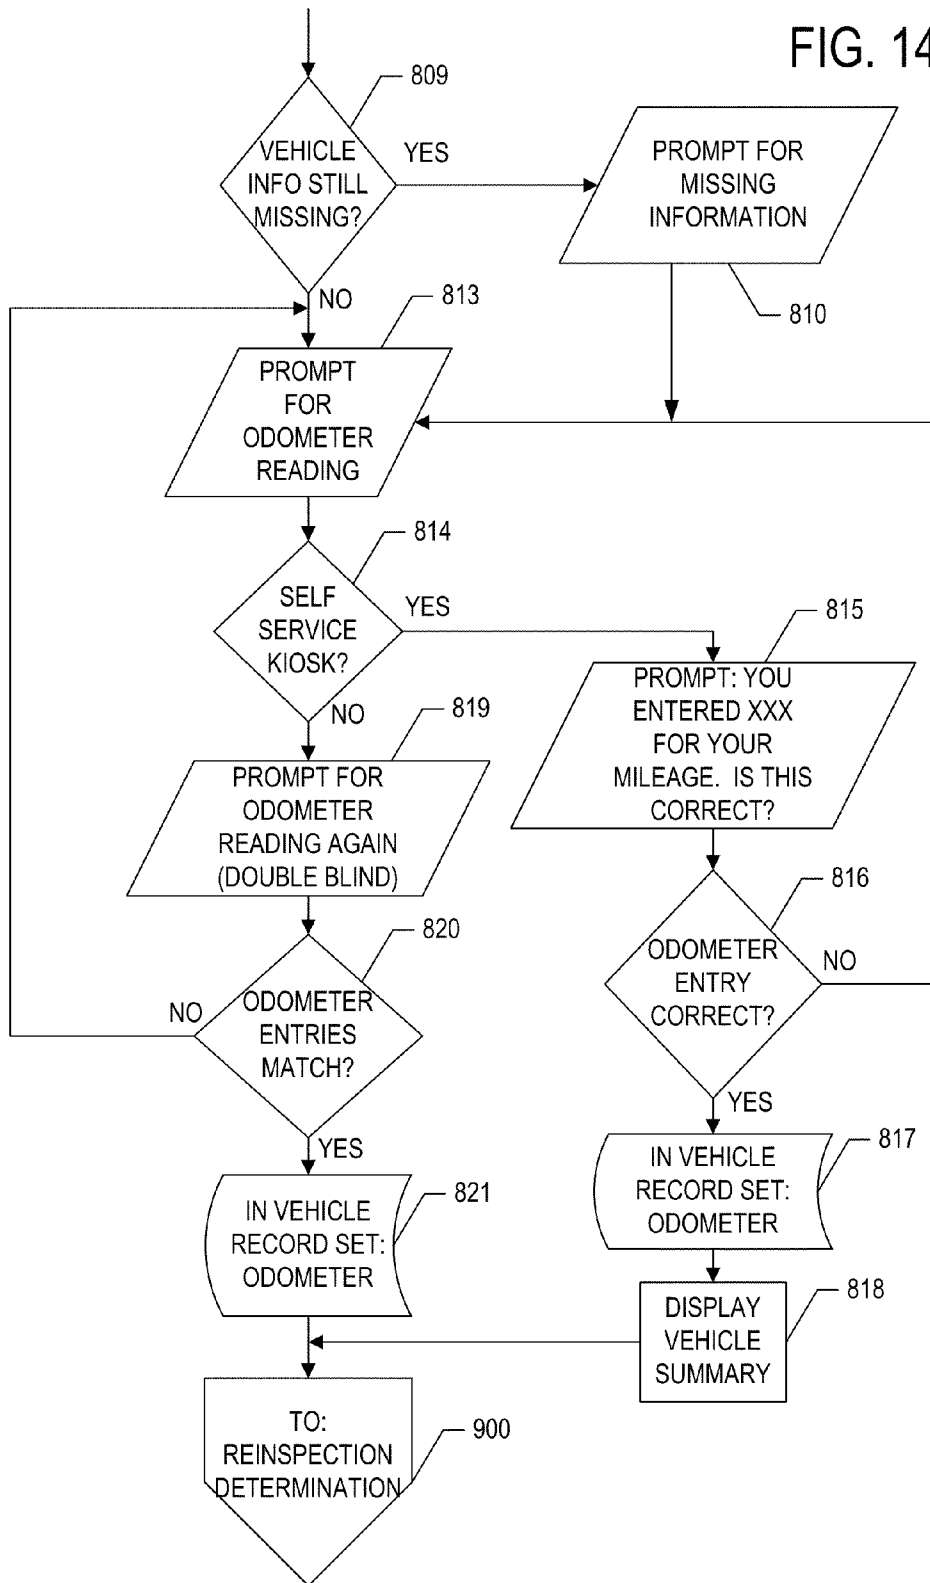 FIG. 14
809
VEHICLE
INFO STILL
MISSING?
YES
PROMPT FOR
MISSING
INFORMATION
810
NO
813
PROMPT
FOR
ODOMETER
READING
814
SELF
SERVICE
KIOSK?
YES
815
PROMPT: YOU
ENTERED XXX
FOR YOUR
MILEAGE. IS THIS
CORRECT?
NO
819
PROMPT FOR
ODOMETER
READING AGAIN
(DOUBLE BLIND)
816
ODOMETER
ENTRY
CORRECT?
NO
820
ODOMETER
ENTRIES
MATCH?
NO
YES
817
IN VEHICLE
RECORD SET:
ODOMETER
YES
821
IN VEHICLE
RECORD SET:
ODOMETER
818
DISPLAY
VEHICLE
SUMMARY
TO:
REINSPECTION
DETERMINATION
900